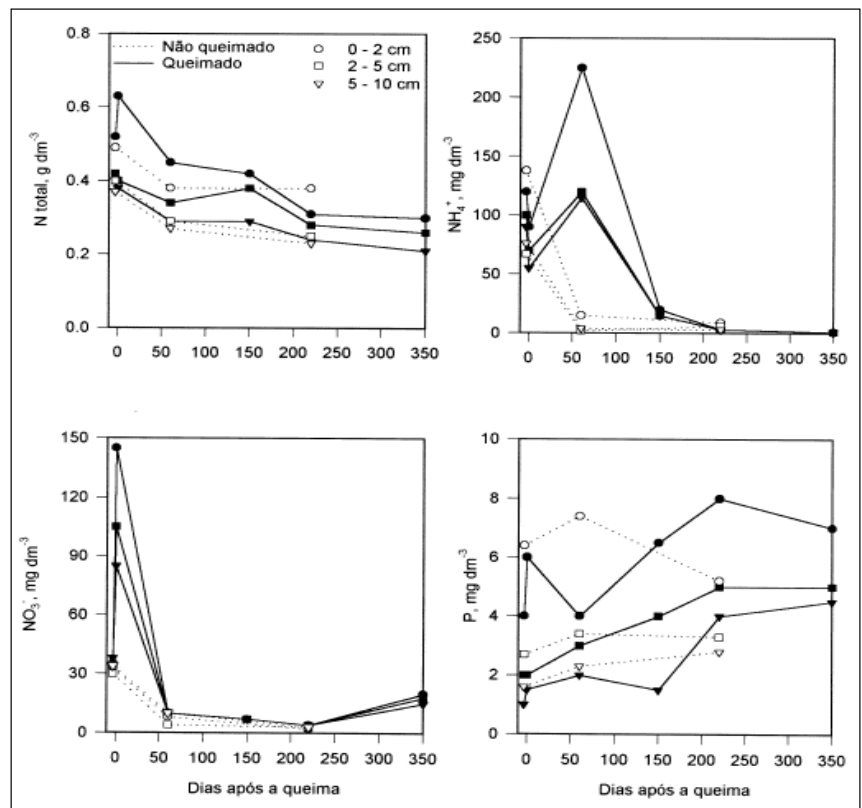 0.8
0.6
0.4
0.2
0.0
N total, g dm-3
Não queimado
Queimado
0 - 2 cm
2 - 5 cm
5 - 10 cm
0 50 100 150 200 250 300 350
250
200
150
100
50
0
NH4+, mg dm-3
0 50 100 150 200 250 300 350
150
120
90
60
30
0
NO3-, mg dm-3
0 50 100 150 200 250 300 350
Dias após a queima
10
8
6
4
2
0
P, mg dm-3
0 50 100 150 200 250 300 350
Dias após a queima